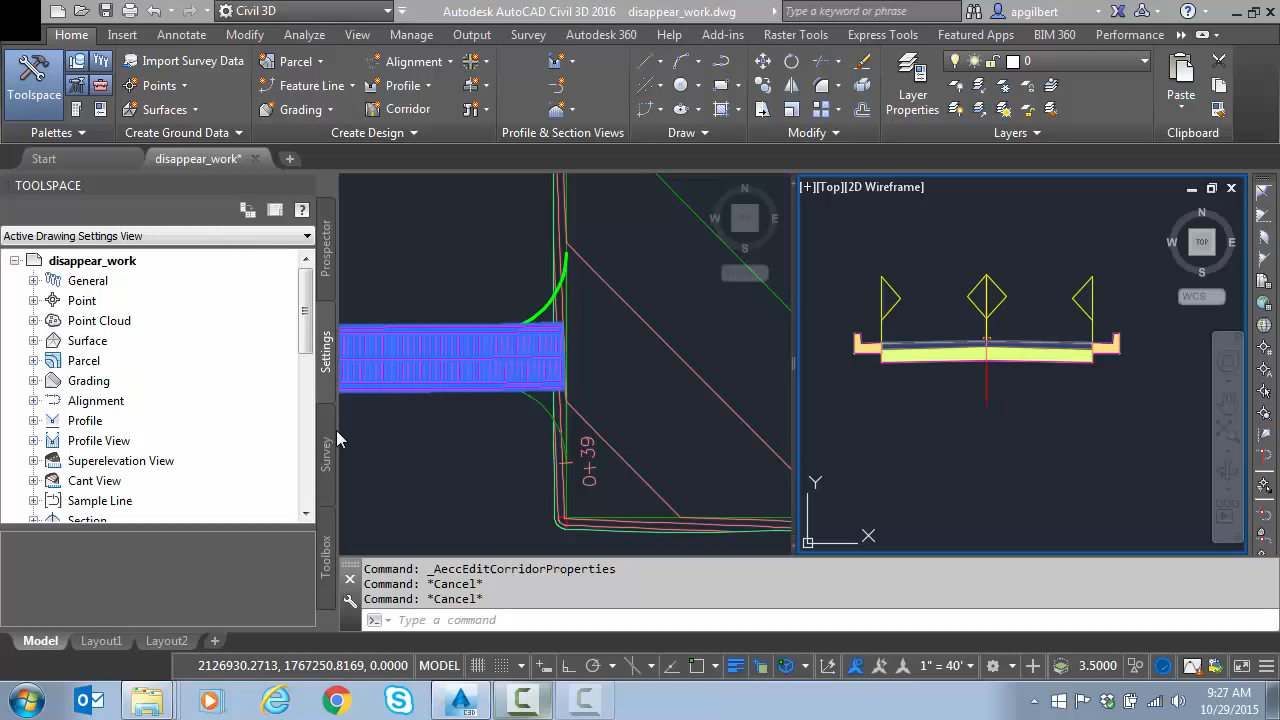 Civil 3D
Autodesk AutoCAD Civil 3D 2016 disappear_work.dwg
Type a keyword or phrase
apgilbert
Home Insert Annotate Modify Analyze View Manage Output Survey Autodesk 360 Help Add-ins Raster Tools Express Tools Featured Apps BIM 360 Performance
Toolspace
Import Survey Data
Points
Surfaces
Parcel
Feature Line
Grading
Alignment
Profile
Corridor
Layer
Properties
0
Paste
Palettes
Create Ground Data
Create Design
Profile & Section Views
Draw
Modify
Layers
Clipboard
Start
disappear_work*
TOOLSPACE
Active Drawing Settings View
disappear_work
General
Point
Point Cloud
Surface
Parcel
Grading
Alignment
Profile
Profile View
Superelevation View
Cant View
Sample Line
Section
Prospector
Settings
Survey
Toolbox
N
W
E
S
0+39
[+][Top][2D Wireframe]
N
W
TOP
E
S
WCS
Y
X
Command: _AeccEditCorridorProperties
Command: *Cancel*
Command: *Cancel*
Type a command
Model Layout1 Layout2
2126930.2713, 1767250.8169, 0.0000 MODEL
1" = 40'
3.5000
9:27 AM
10/29/2015